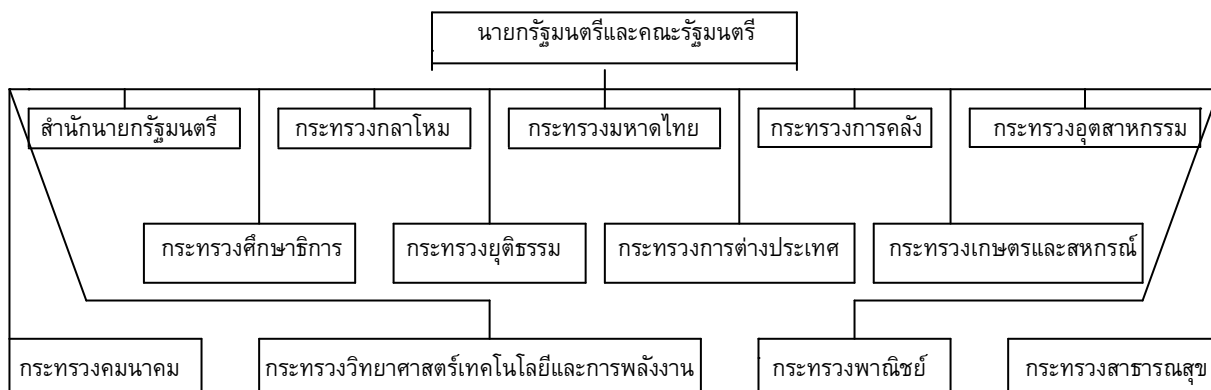 นายกรัฐมนตรีและคณะรัฐมนตรี
สำนักนายกรัฐมนตรี กระทรวงกลาโหม กระทรวงมหาดไทย กระทรวงการคลัง กระทรวงอุตสาหกรรม
กระทรวงศึกษาธิการ กระทรวงยุติธรรม กระทรวงการต่างประเทศ กระทรวงเกษตรและสหกรณ์
กระทรวงคมนาคม กระทรวงวิทยาศาสตร์เทคโนโลยีและการพลังงาน กระทรวงพาณิชย์ กระทรวงสาธารณสุข